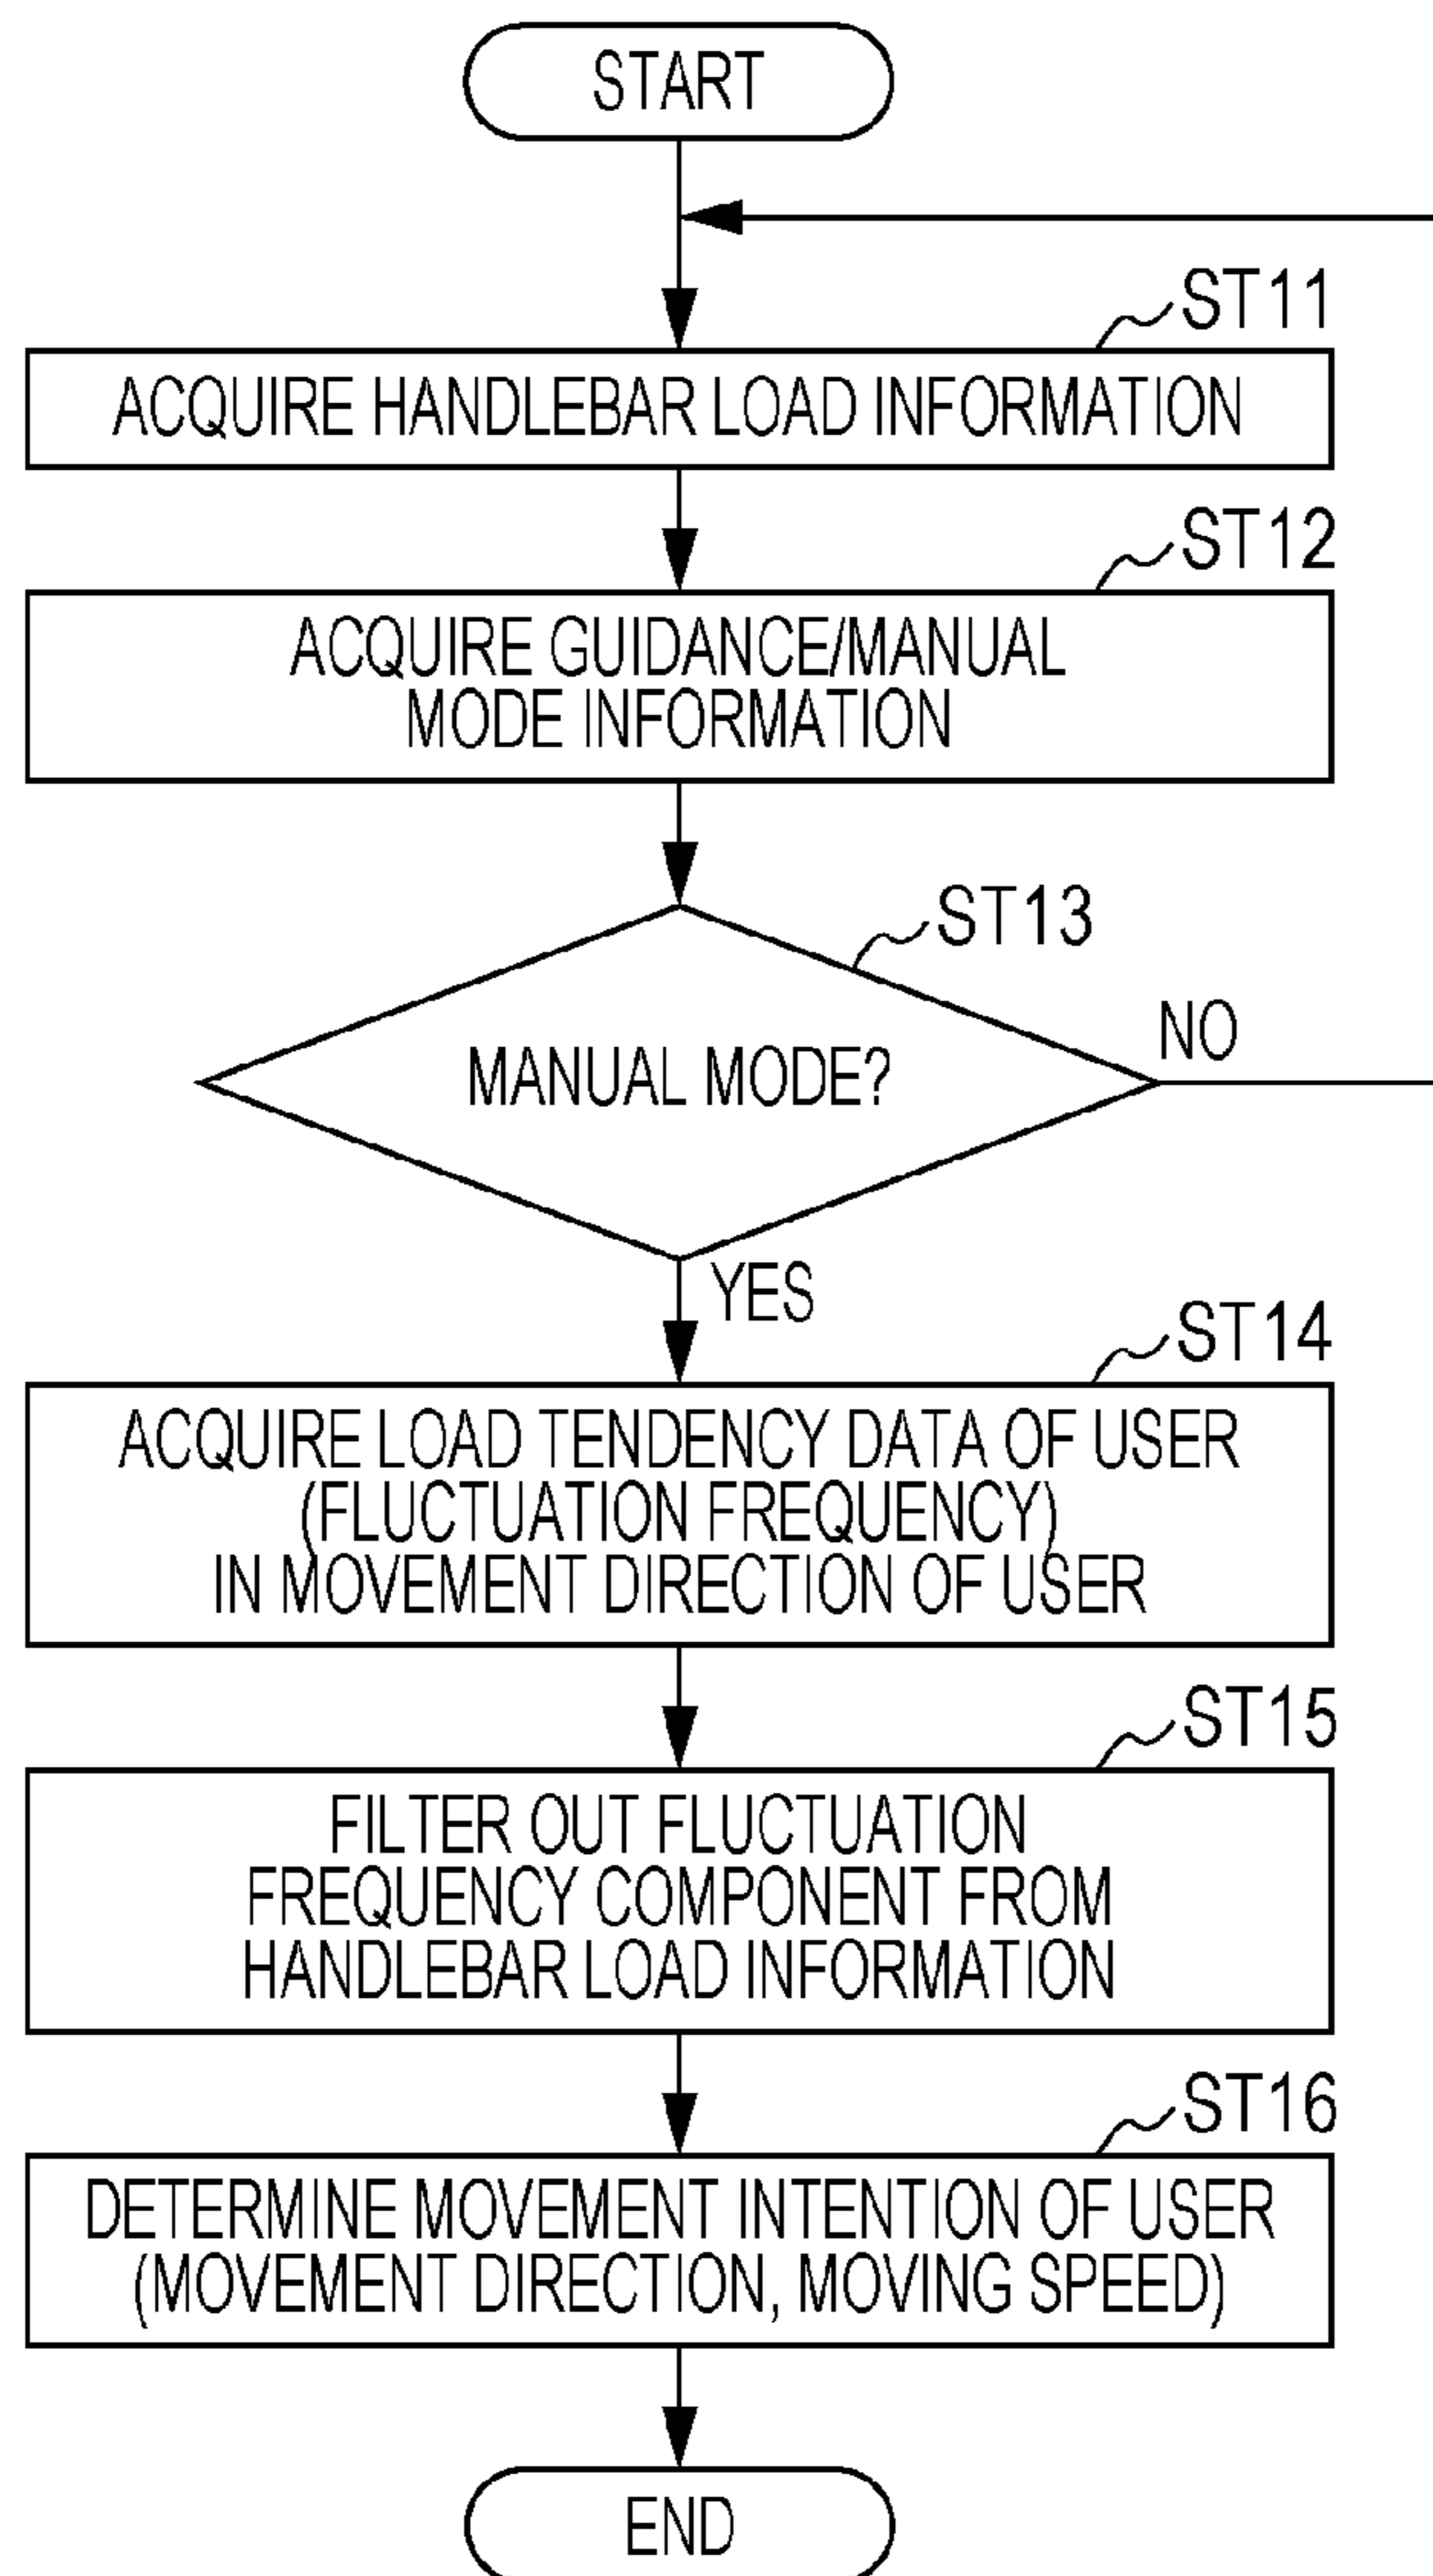 START
ST11
ACQUIRE HANDLEBAR LOAD INFORMATION
ST12
ACQUIRE GUIDANCE/MANUAL
MODE INFORMATION
ST13
MANUAL MODE?
NO
YES
ST14
ACQUIRE LOAD TENDENCY DATA OF USER
(FLUCTUATION FREQUENCY)
IN MOVEMENT DIRECTION OF USER
ST15
FILTER OUT FLUCTUATION
FREQUENCY COMPONENT FROM
HANDLEBAR LOAD INFORMATION
ST16
DETERMINE MOVEMENT INTENTION OF USER
(MOVEMENT DIRECTION, MOVING SPEED)
END